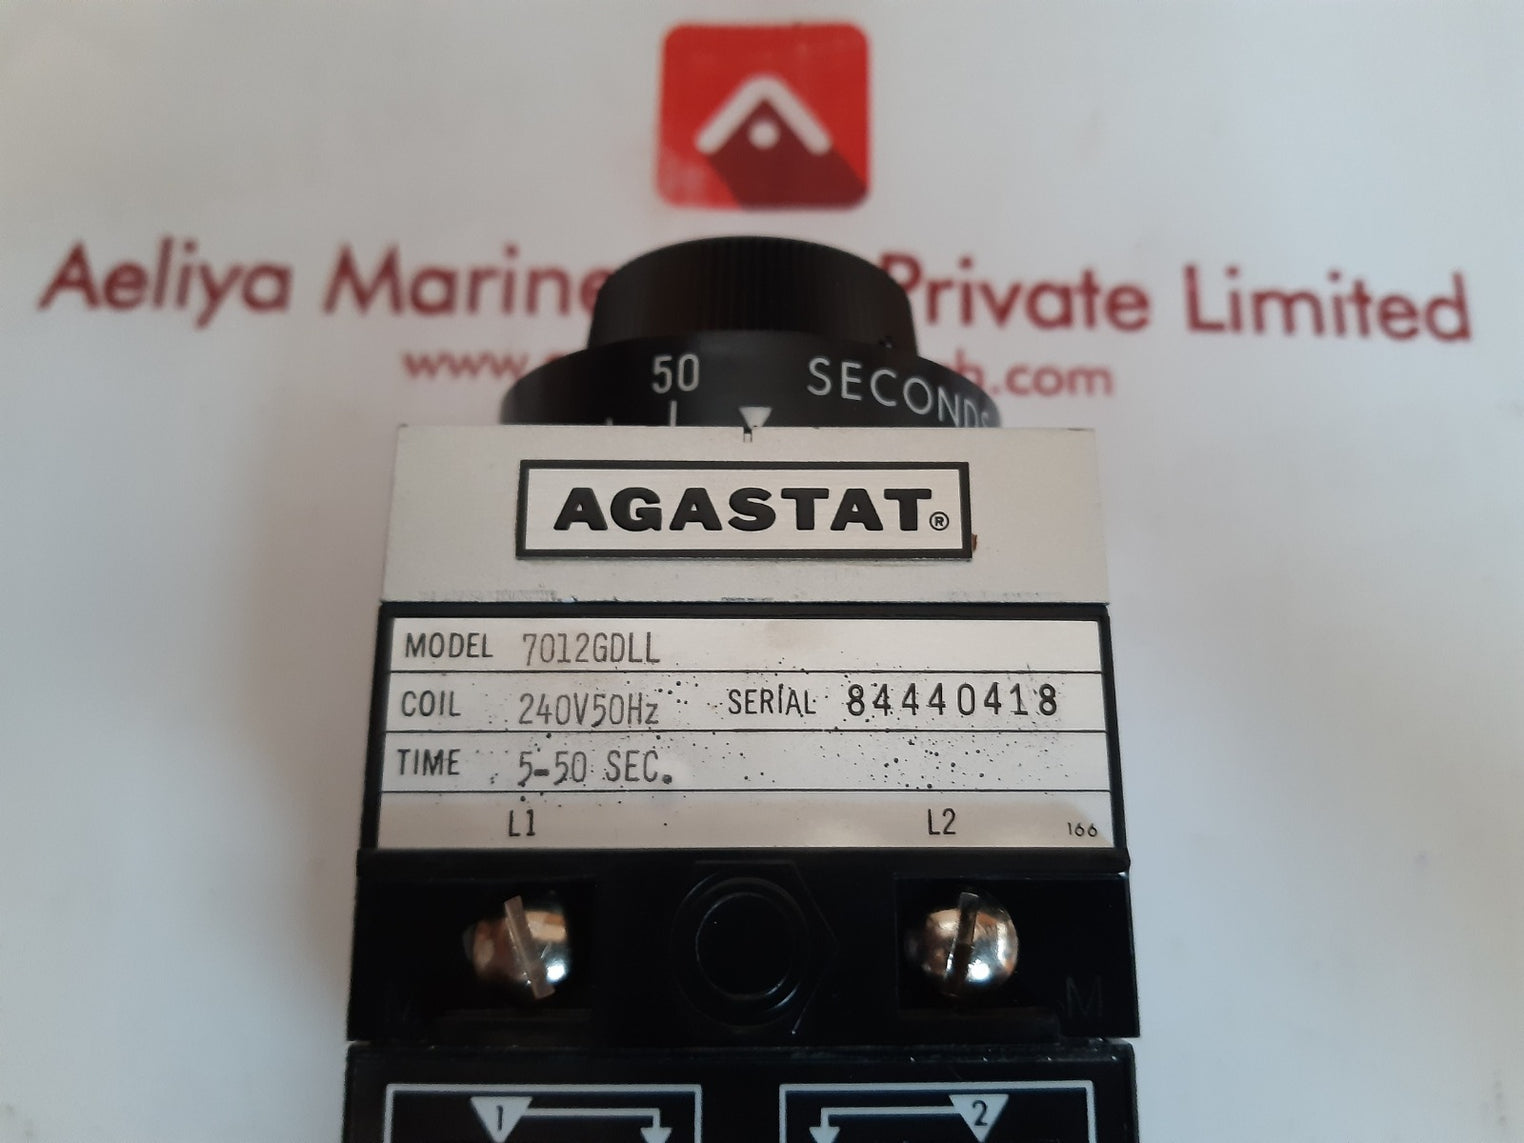 Aeliya Marine Private Limited
www. h.com
50 SECONDS
AGASTAT®
MODEL 7012GDLL
COIL 240V50Hz SERIAL 84440418
TIME 5-50 SEC.
L1 L2 166
M M
1 2